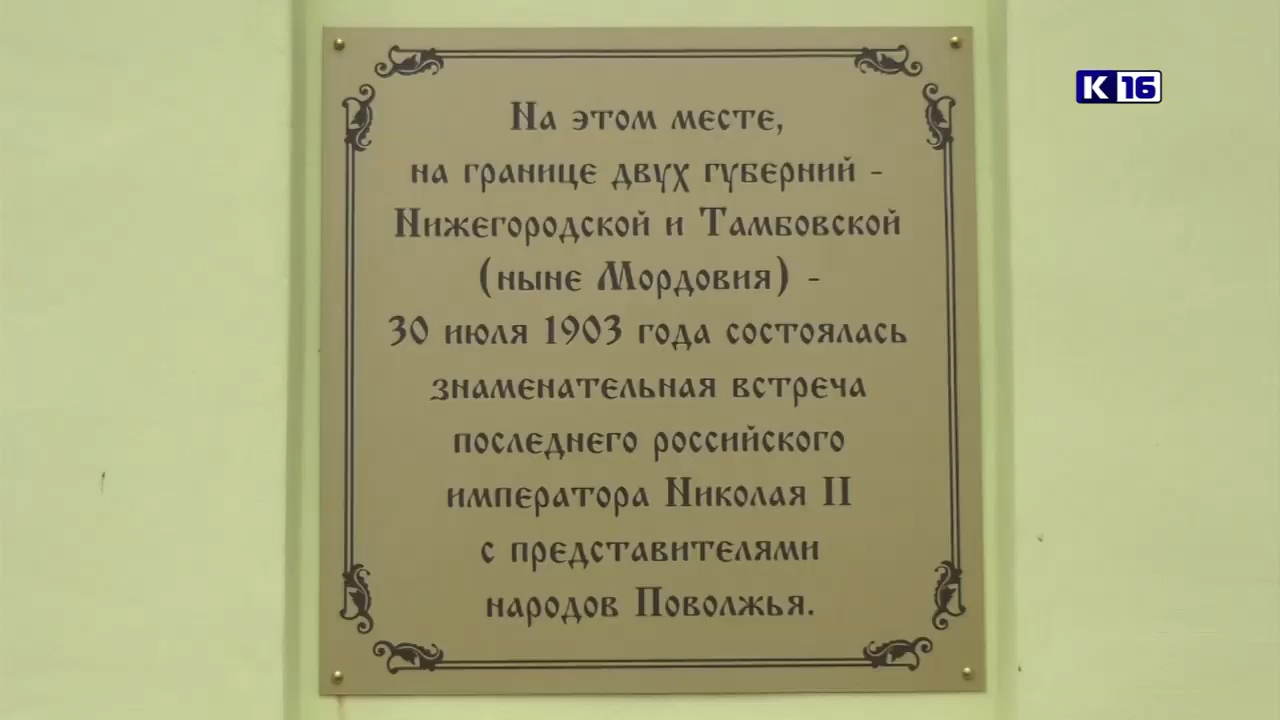 К 16
На этом месте,
на границе двух губерний -
Нижегородской и Тамбовской
(ныне Мордовия) -
30 июля 1903 года состоялась
знаменательная встреча
последнего российского
императора Николая II
с представителями
народов Поволжья.